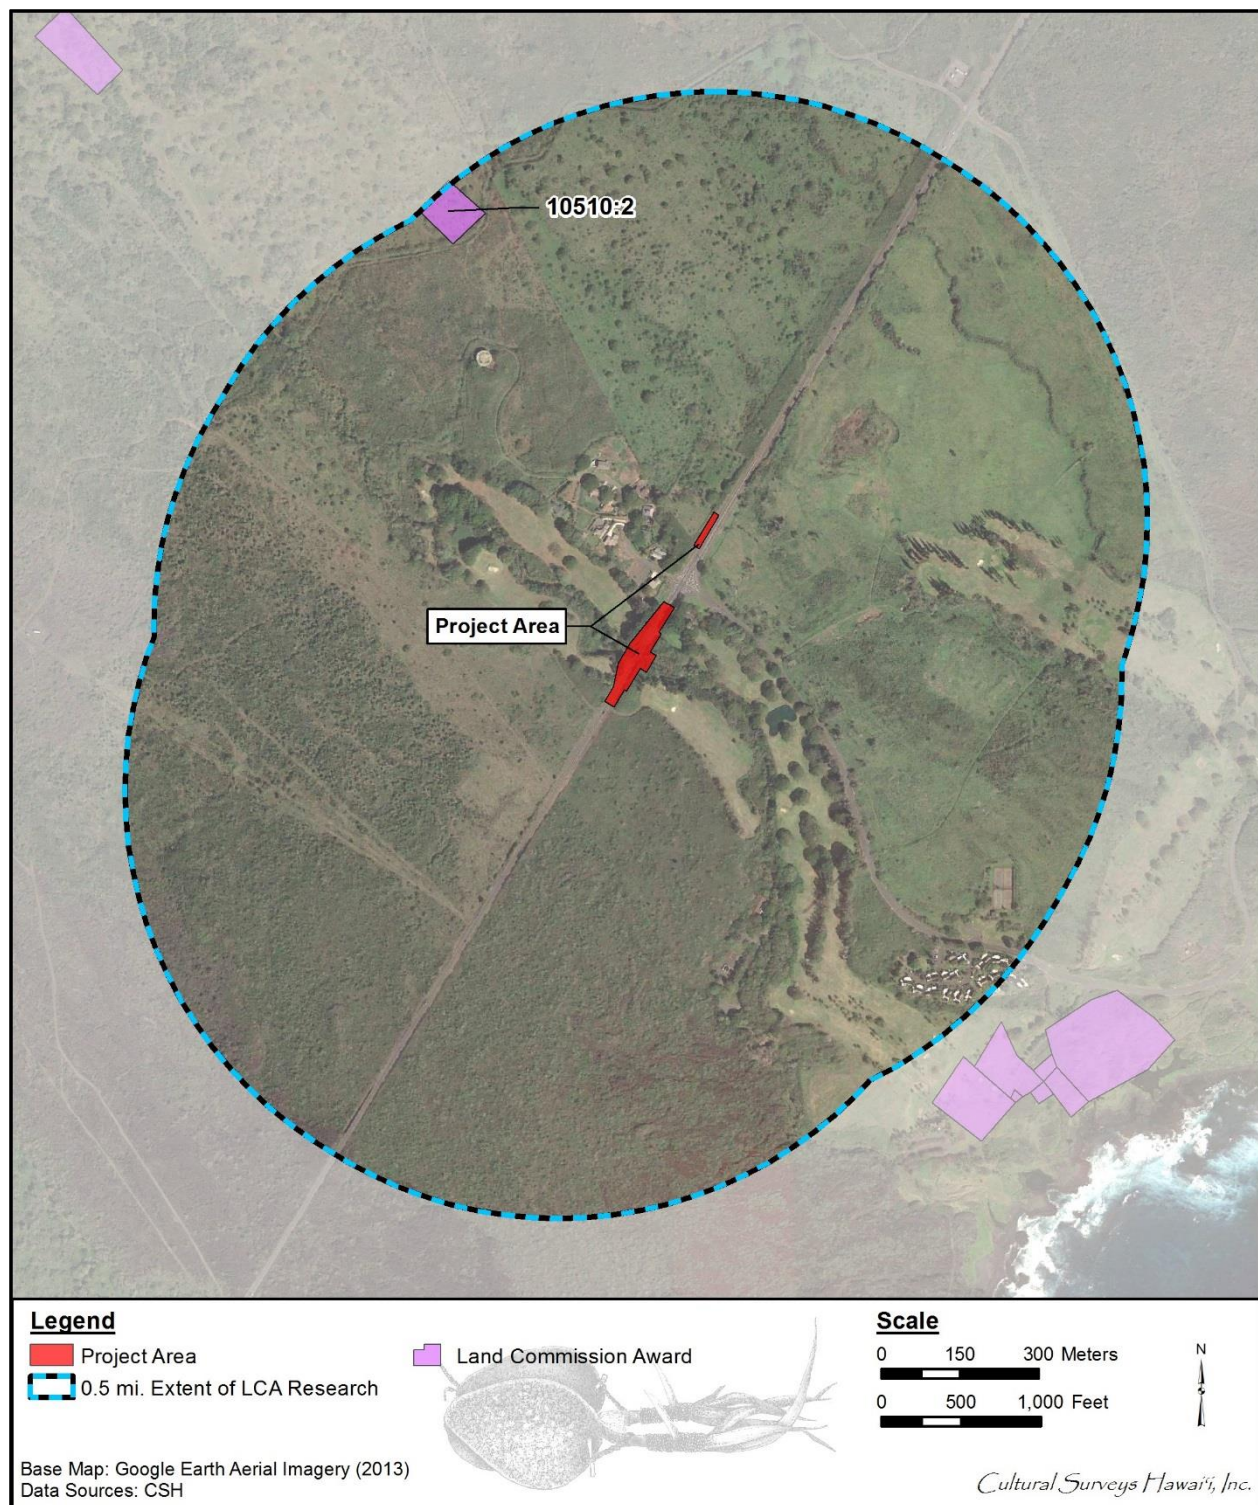 10510:2
Project Area
Legend
Project Area
0.5 mi. Extent of LCA Research
Land Commission Award
Scale
0 150 300 Meters
0 500 1,000 Feet
N
Base Map: Google Earth Aerial Imagery (2013)
Data Sources: CSH
Cultural Surveys Hawai‘i, Inc.